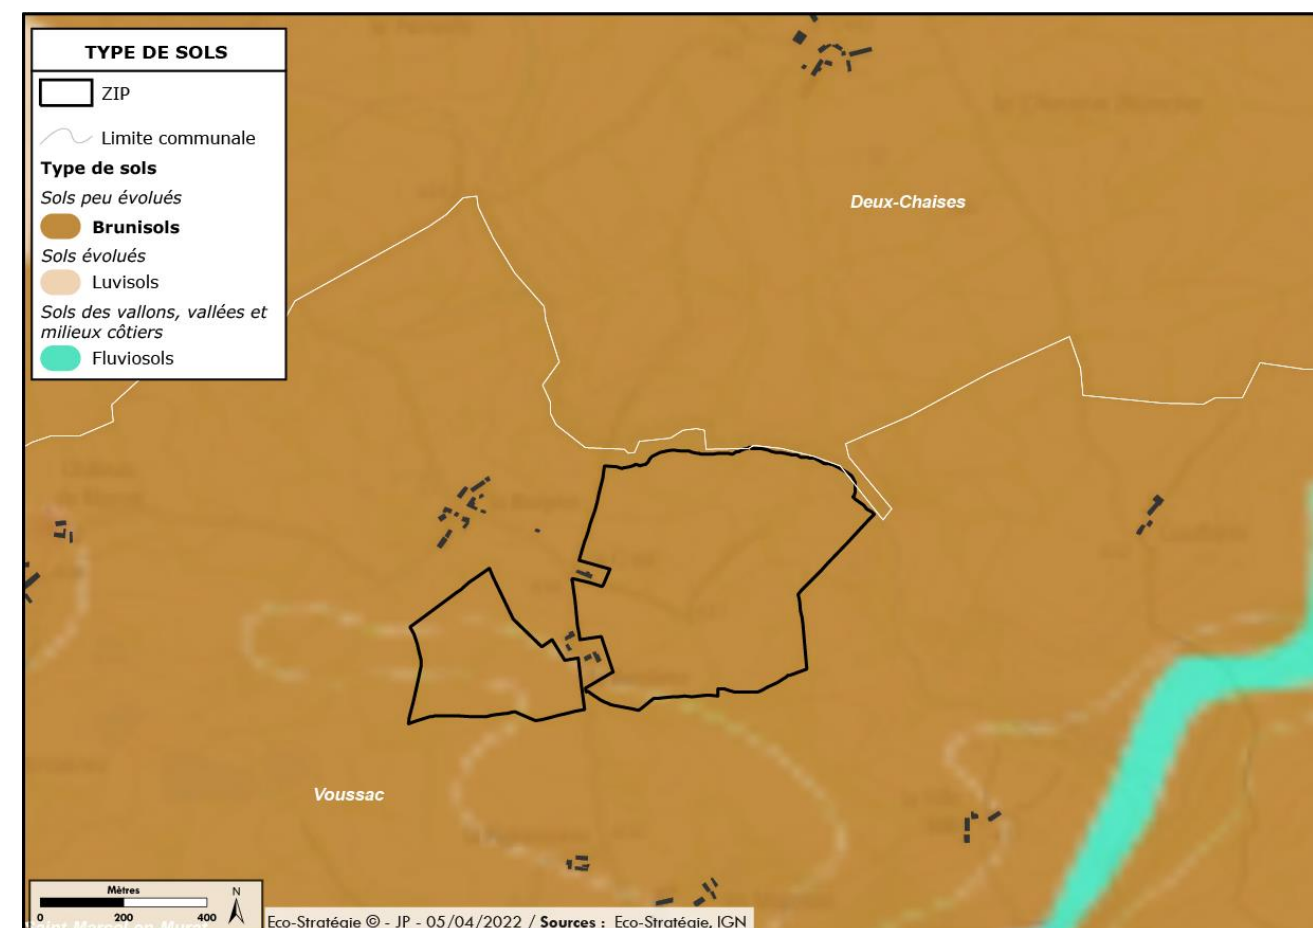 TYPE DE SOLS
ZIP
Limite communale
Type de sols
Sols peu évolués
Brunisols
Sols évolués
Luvisols
Sols des vallons, vallées et
milieux côtiers
Fluviosols
Deux-Chaises
Voussac
Mètres
N
0 200 400
Eco-Stratégie © - JP - 05/04/2022 / Sources : Eco-Stratégie, IGN